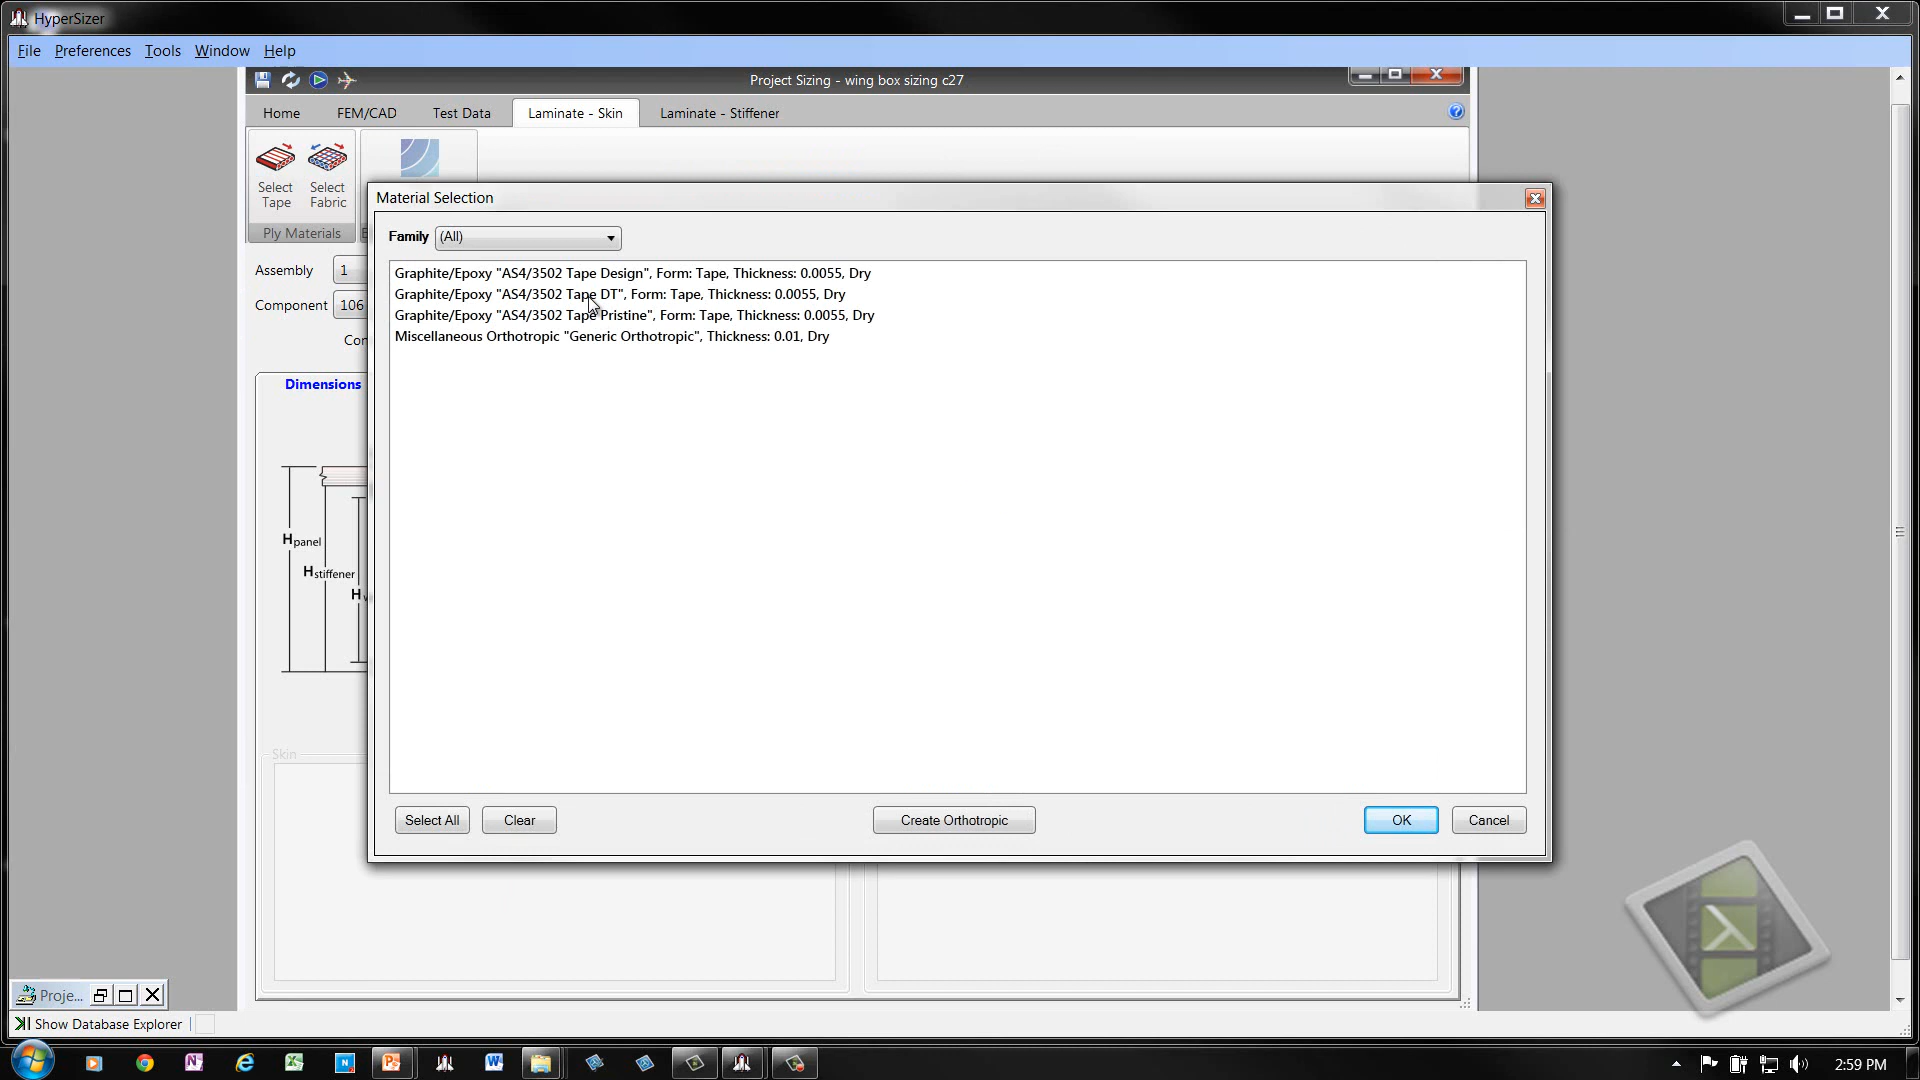 HyperSizer
File Preferences Tools Window Help
Project Sizing - wing box sizing c27
Home FEM/CAD Test Data Laminate - Skin Laminate - Stiffener
Select Tape
Select Fabric
Ply Materials
Assembly 1
Component 106
Dimensions
Hpanel
Hstiffener
Skin
Material Selection
Family (All)
Graphite/Epoxy "AS4/3502 Tape Design", Form: Tape, Thickness: 0.0055, Dry
Graphite/Epoxy "AS4/3502 Tape DT", Form: Tape, Thickness: 0.0055, Dry
Graphite/Epoxy "AS4/3502 Tape Pristine", Form: Tape, Thickness: 0.0055, Dry
Miscellaneous Orthotropic "Generic Orthotropic", Thickness: 0.01, Dry
Select All Clear Create Orthotropic OK Cancel
Proje...
Show Database Explorer
2:59 PM